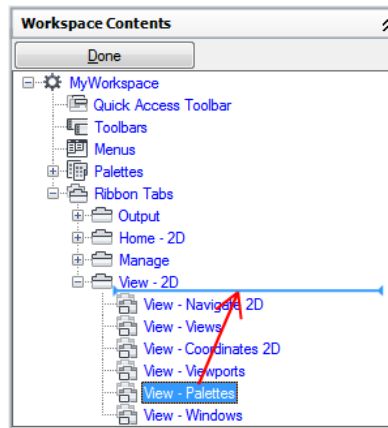 Workspace Contents
Done
MyWorkspace
Quick Access Toolbar
Toolbars
Menus
Palettes
Ribbon Tabs
Output
Home - 2D
Manage
View - 2D
View - Navigate 2D
View - Views
View - Coordinates 2D
View - Viewports
View - Palettes
View - Windows